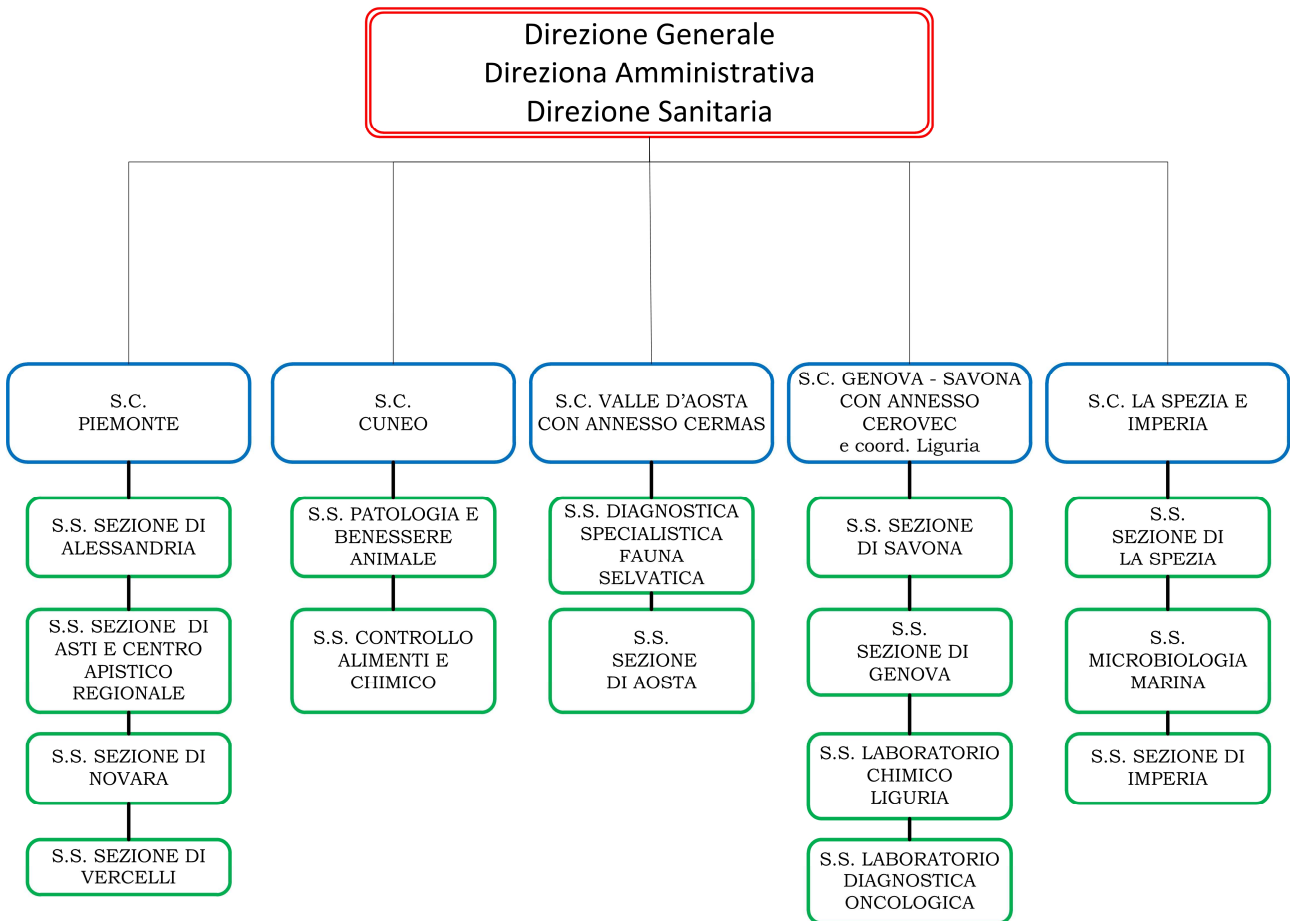 Direzione Generale
Direziona Amministrativa
Direzione Sanitaria
S.C.
PIEMONTE
S.C.
CUNEO
S.C. VALLE D'AOSTA
CON ANNESSO CERMAS
S.C. GENOVA - SAVONA
CON ANNESSO
CEROVEC
e coord. Liguria
S.C. LA SPEZIA E
IMPERIA
S.S. SEZIONE DI
ALESSANDRIA
S.S. PATOLOGIA E
BENESSERE
ANIMALE
S.S. DIAGNOSTICA
SPECIALISTICA
FAUNA
SELVATICA
S.S. SEZIONE
DI SAVONA
S.S.
SEZIONE DI
LA SPEZIA
S.S. SEZIONE DI
ASTI E CENTRO
APISTICO
REGIONALE
S.S. CONTROLLO
ALIMENTI E
CHIMICO
S.S.
SEZIONE
DI AOSTA
S.S.
SEZIONE DI
GENOVA
S.S.
MICROBIOLOGIA
MARINA
S.S. SEZIONE DI
NOVARA
S.S. LABORATORIO
CHIMICO
LIGURIA
S.S. SEZIONE DI
IMPERIA
S.S. SEZIONE DI
VERCELLI
S.S. LABORATORIO
DIAGNOSTICA
ONCOLOGICA